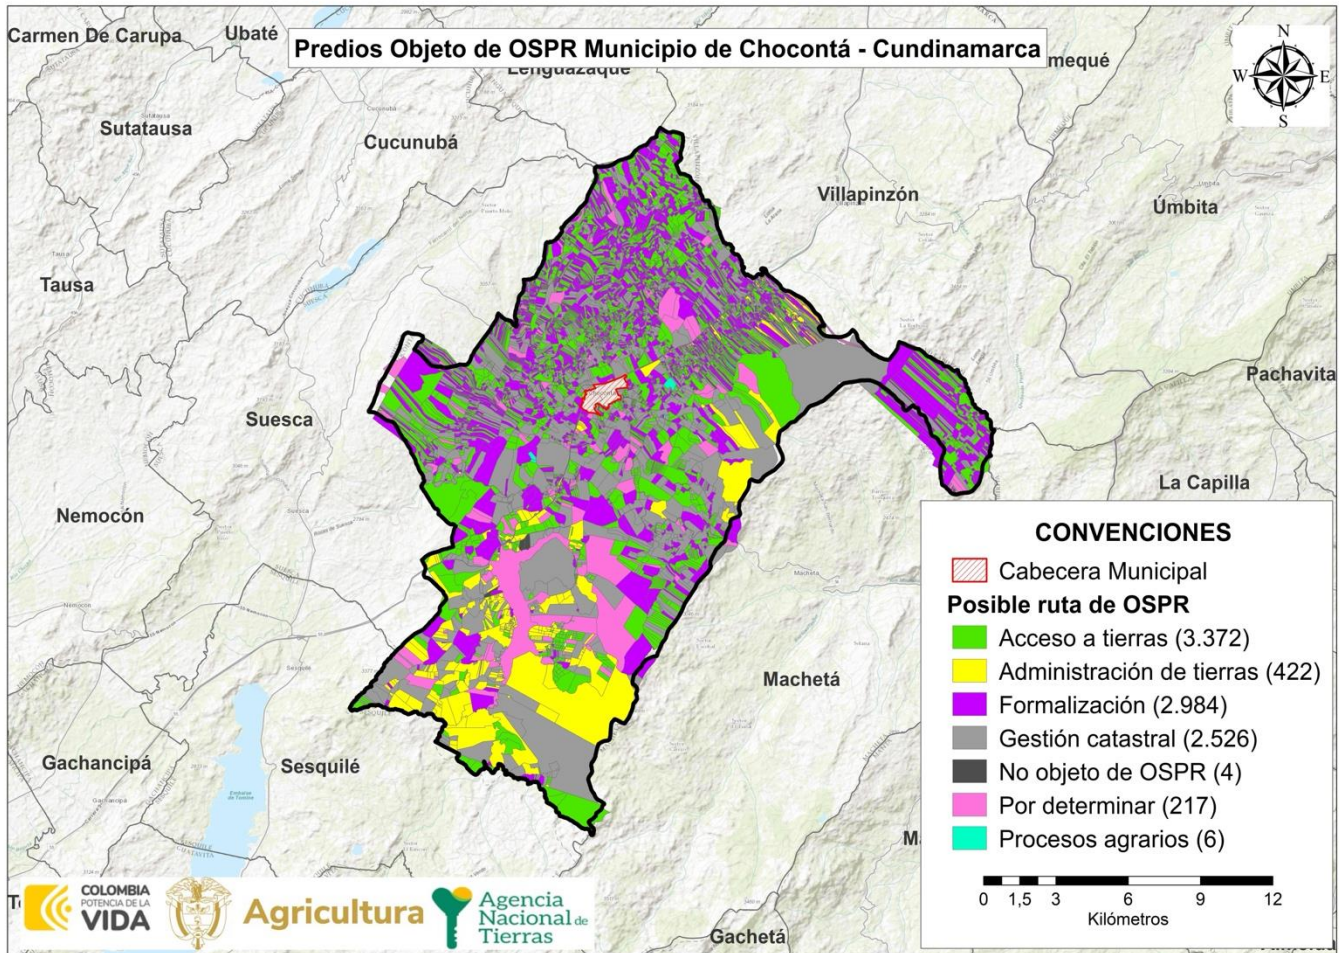 Predios Objeto de OSPR Municipio de Chocontá - Cundinamarca
N
W
E
S
Carmen De Carupa
Ubaté
Lenguazaque
Sutatausa
Cucunubá
Villapinzón
Úmbita
Tausa
Suesca
Pachavita
Nemocón
La Capilla
Machetá
Gachancipá
Sesquilé
Gachetá
CONVENCIONES
Cabecera Municipal
Posible ruta de OSPR
Acceso a tierras (3.372)
Administración de tierras (422)
Formalización (2.984)
Gestión catastral (2.526)
No objeto de OSPR (4)
Por determinar (217)
Procesos agrarios (6)
0 1,5 3 6 9 12
Kilómetros
COLOMBIA
POTENCIA DE LA
VIDA
Agricultura
Agencia
Nacional de
Tierras